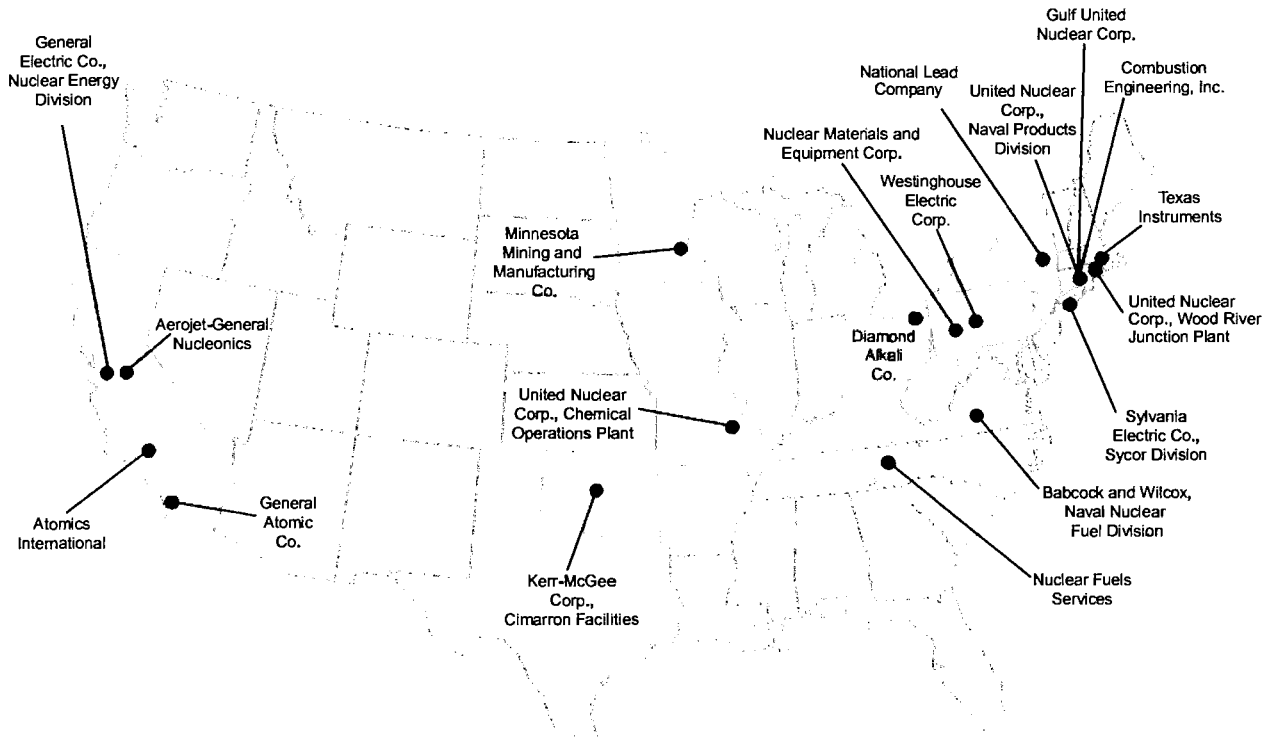 Gulf United
Nuclear Corp.
General
Electric Co.,
Nuclear Energy
Division
National Lead
Company
Combustion
Engineering, Inc.
United Nuclear
Corp.,
Naval Products
Division
Nuclear Materials and
Equipment Corp.
Westinghouse
Electric
Corp.
Texas
Instruments
Minnesota
Mining and
Manufacturing
Co.
United Nuclear
Corp., Wood River
Junction Plant
Aerojet-General
Nucleonics
Diamond
Alkali
Co.
United Nuclear
Corp., Chemical
Operations Plant
Sylvania
Electric Co.,
Sycor Division
Babcock and Wilcox,
Naval Nuclear
Fuel Division
General
Atomic
Co.
Atomics
International
Kerr-McGee
Corp.,
Cimarron Facilities
Nuclear Fuels
Services